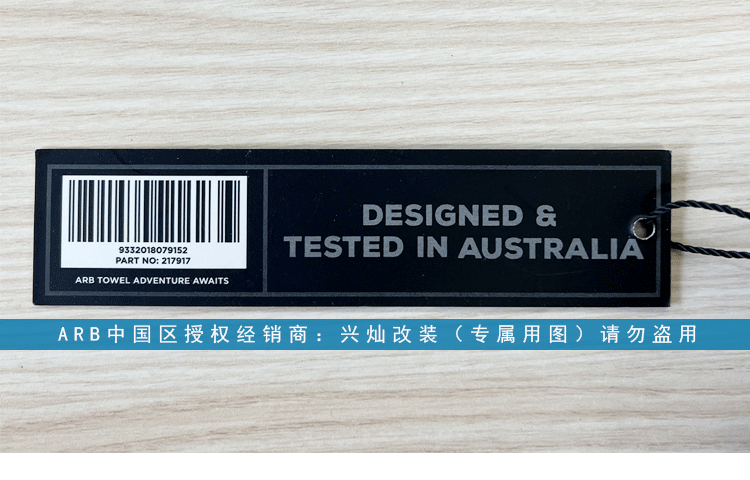 9332018079152
PART NO: 217917
ARB TOWEL ADVENTURE AWAITS
DESIGNED &
TESTED IN AUSTRALIA
ARB中国区授权经销商：兴灿改装（专属用图）请勿盗用